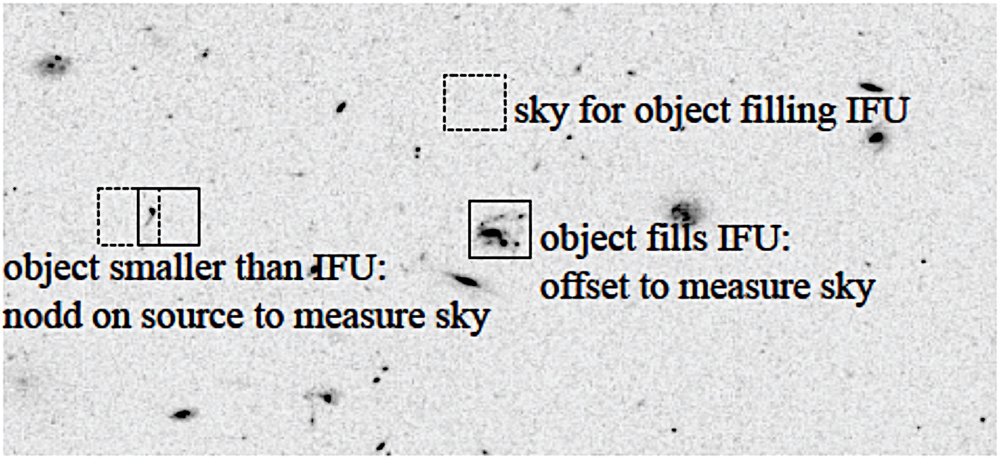 sky for object filling IFU
object fills IFU:
offset to measure sky
object smaller than IFU:
nodd on source to measure sky